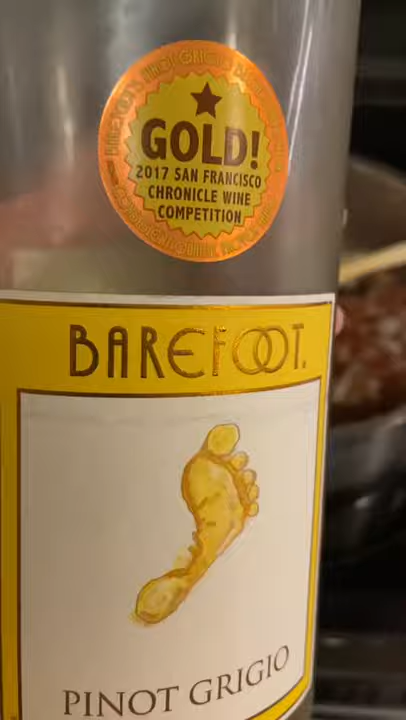 GOLD!
2017 SAN FRANCISCO
CHRONICLE WINE
COMPETITION
BAREFOOT.
PINOT GRIGIO